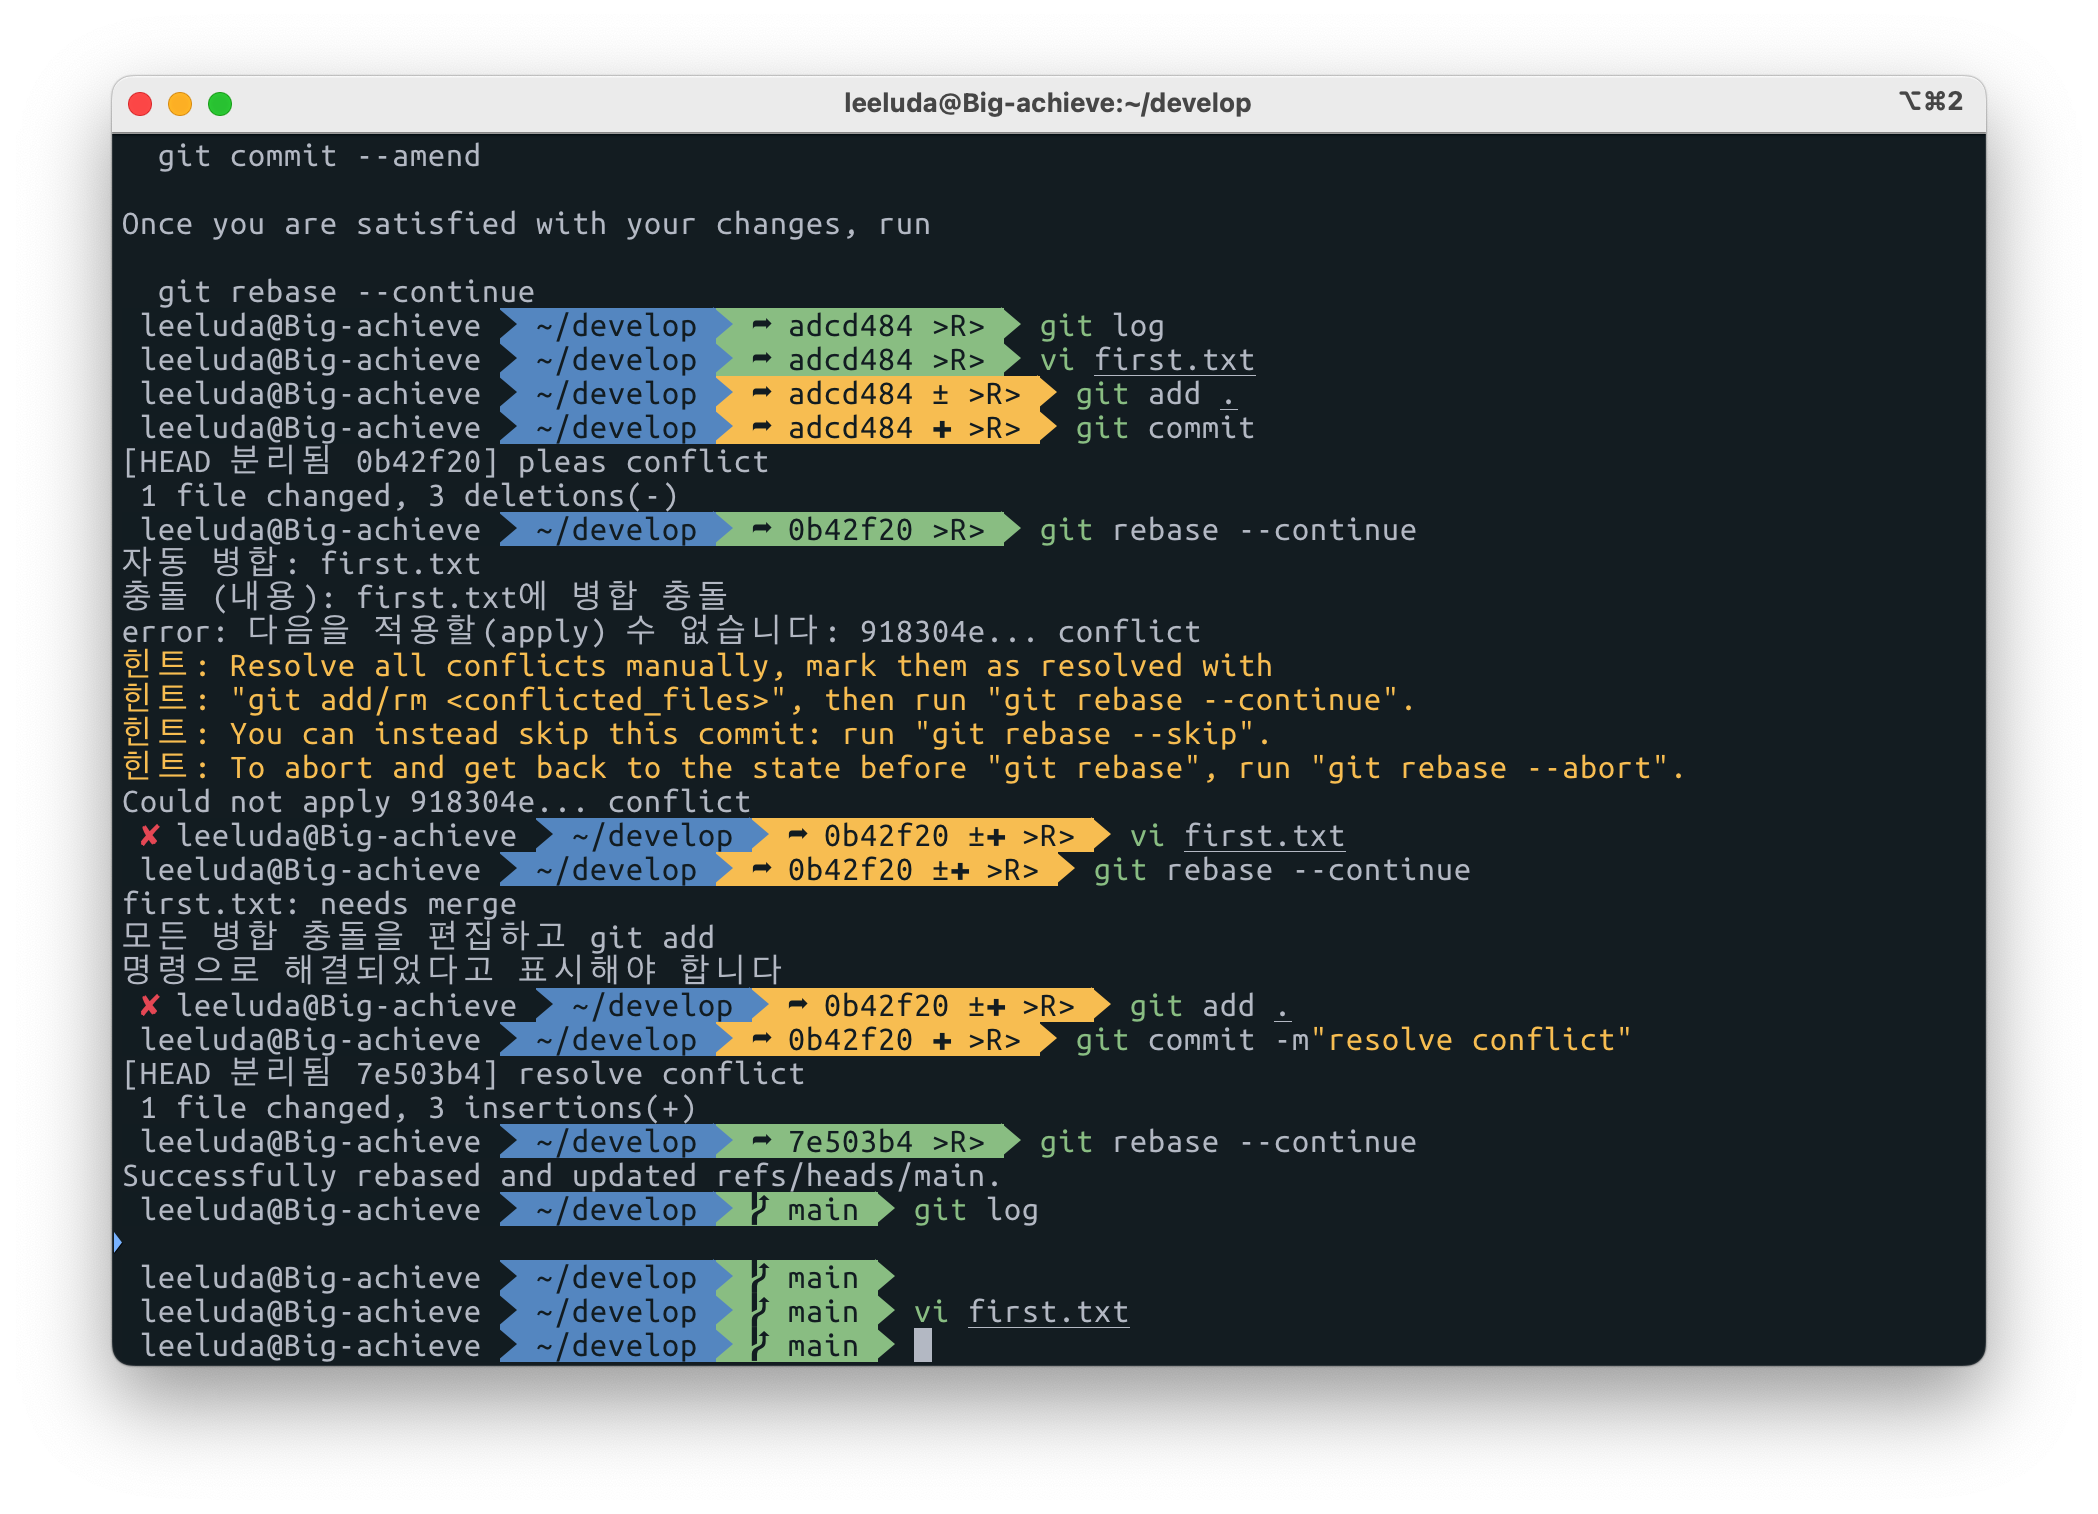 leeluda@Big-achieve:~/develop
⌥⌘2
git commit --amend
Once you are satisfied with your changes, run
git rebase --continue
leeluda@Big-achieve ~/develop ➦ adcd484 >R> git log
leeluda@Big-achieve ~/develop ➦ adcd484 >R> vi first.txt
leeluda@Big-achieve ~/develop ➦ adcd484 ± >R> git add .
leeluda@Big-achieve ~/develop ➦ adcd484 ✚ >R> git commit
[HEAD 분리됨 0b42f20] pleas conflict
1 file changed, 3 deletions(-)
leeluda@Big-achieve ~/develop ➦ 0b42f20 >R> git rebase --continue
자동 병합: first.txt
충돌 (내용): first.txt에 병합 충돌
error: 다음을 적용할(apply) 수 없습니다: 918304e... conflict
힌트: Resolve all conflicts manually, mark them as resolved with
힌트: "git add/rm <conflicted_files>", then run "git rebase --continue".
힌트: You can instead skip this commit: run "git rebase --skip".
힌트: To abort and get back to the state before "git rebase", run "git rebase --abort".
Could not apply 918304e... conflict
✘ leeluda@Big-achieve ~/develop ➦ 0b42f20 ±✚ >R> vi first.txt
leeluda@Big-achieve ~/develop ➦ 0b42f20 ±✚ >R> git rebase --continue
first.txt: needs merge
모든 병합 충돌을 편집하고 git add
명령으로 해결되었다고 표시해야 합니다
✘ leeluda@Big-achieve ~/develop ➦ 0b42f20 ±✚ >R> git add .
leeluda@Big-achieve ~/develop ➦ 0b42f20 ✚ >R> git commit -m"resolve conflict"
[HEAD 분리됨 7e503b4] resolve conflict
1 file changed, 3 insertions(+)
leeluda@Big-achieve ~/develop ➦ 7e503b4 >R> git rebase --continue
Successfully rebased and updated refs/heads/main.
leeluda@Big-achieve ~/develop main git log
leeluda@Big-achieve ~/develop main
leeluda@Big-achieve ~/develop main vi first.txt
leeluda@Big-achieve ~/develop main